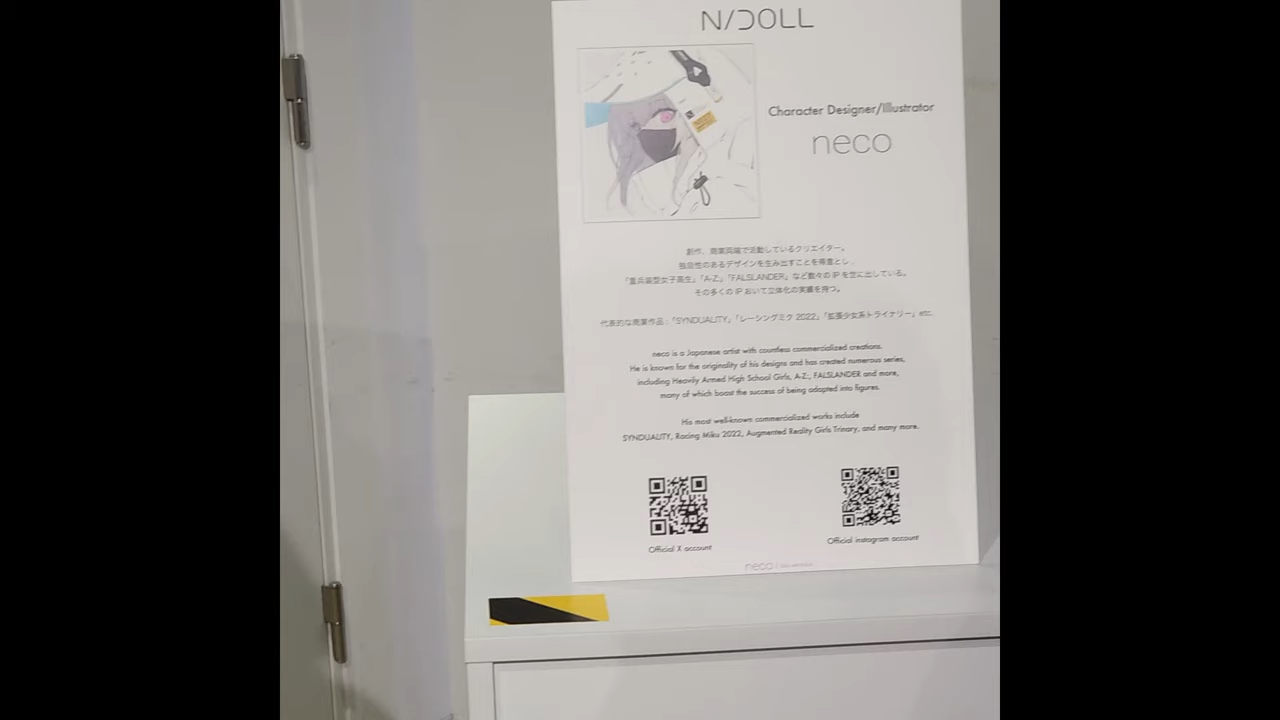 N/DOLL
Character Designer/Illustrator
neco
創作、商業両端で活動しているクリエイター。
独自性のあるデザインを生み出すことを得意とし、
「重兵装型女子高生」「A-Z:」「FALSLANDER」など数々の IP を世に出している。
その多くの IP おいて立体化の実績を持つ。
代表的な商業作品 : 「SYNDUALITY」「レーシングミク 2022」「拡張少女系トライナリー」etc.
neco is a Japanese artist with countless commercialized creations.
He is known for the originality of his designs and has created numerous series,
including Heavily Armed High School Girls, A-Z:, FALSLANDER and more,
many of which boast the success of being adapted into figures.
His most well-known commercialized works include
SYNDUALITY, Racing Miku 2022, Augmented Reality Girls Trinary, and many more.
Official X account
Official instagram account
neco